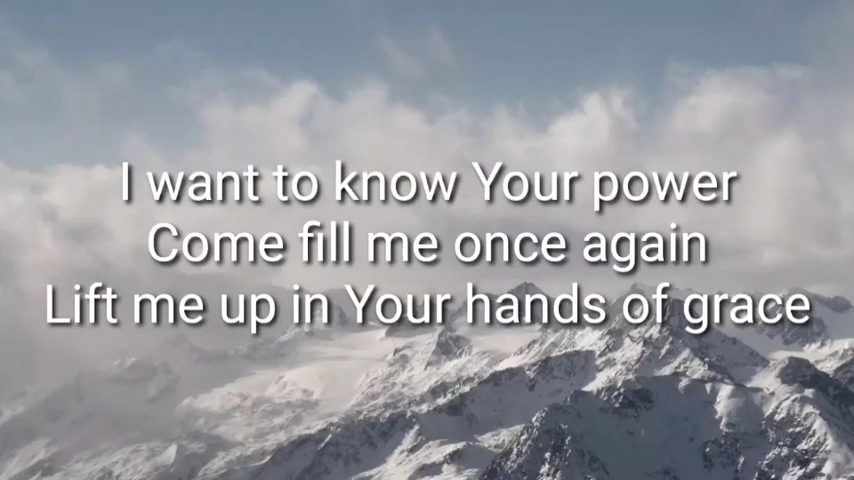 I want to know Your power
Come fill me once again
Lift me up in Your hands of grace